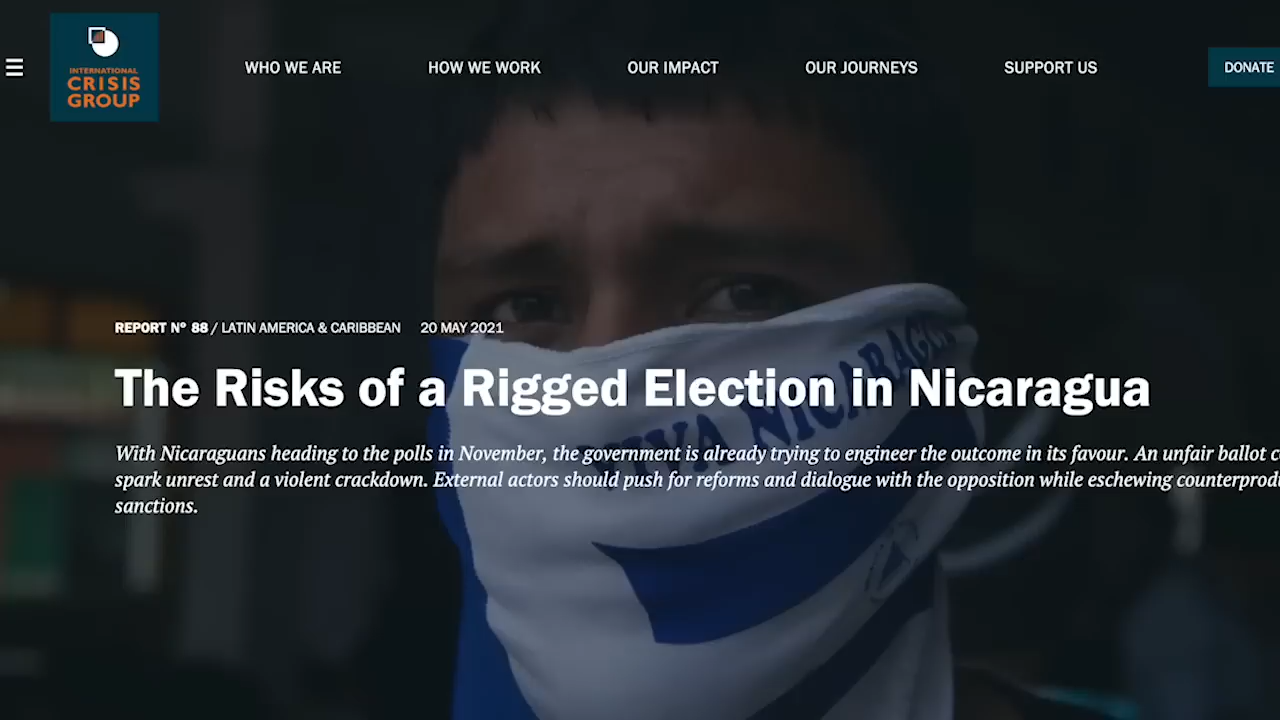 INTERNATIONAL
CRISIS
GROUP
WHO WE ARE
HOW WE WORK
OUR IMPACT
OUR JOURNEYS
SUPPORT US
DONATE
REPORT Nº 88 / LATIN AMERICA & CARIBBEAN 20 MAY 2021
The Risks of a Rigged Election in Nicaragua
With Nicaraguans heading to the polls in November, the government is already trying to engineer the outcome in its favour. An unfair ballot
spark unrest and a violent crackdown. External actors should push for reforms and dialogue with the opposition while eschewing
sanctions.
VIVA NICARAGUA